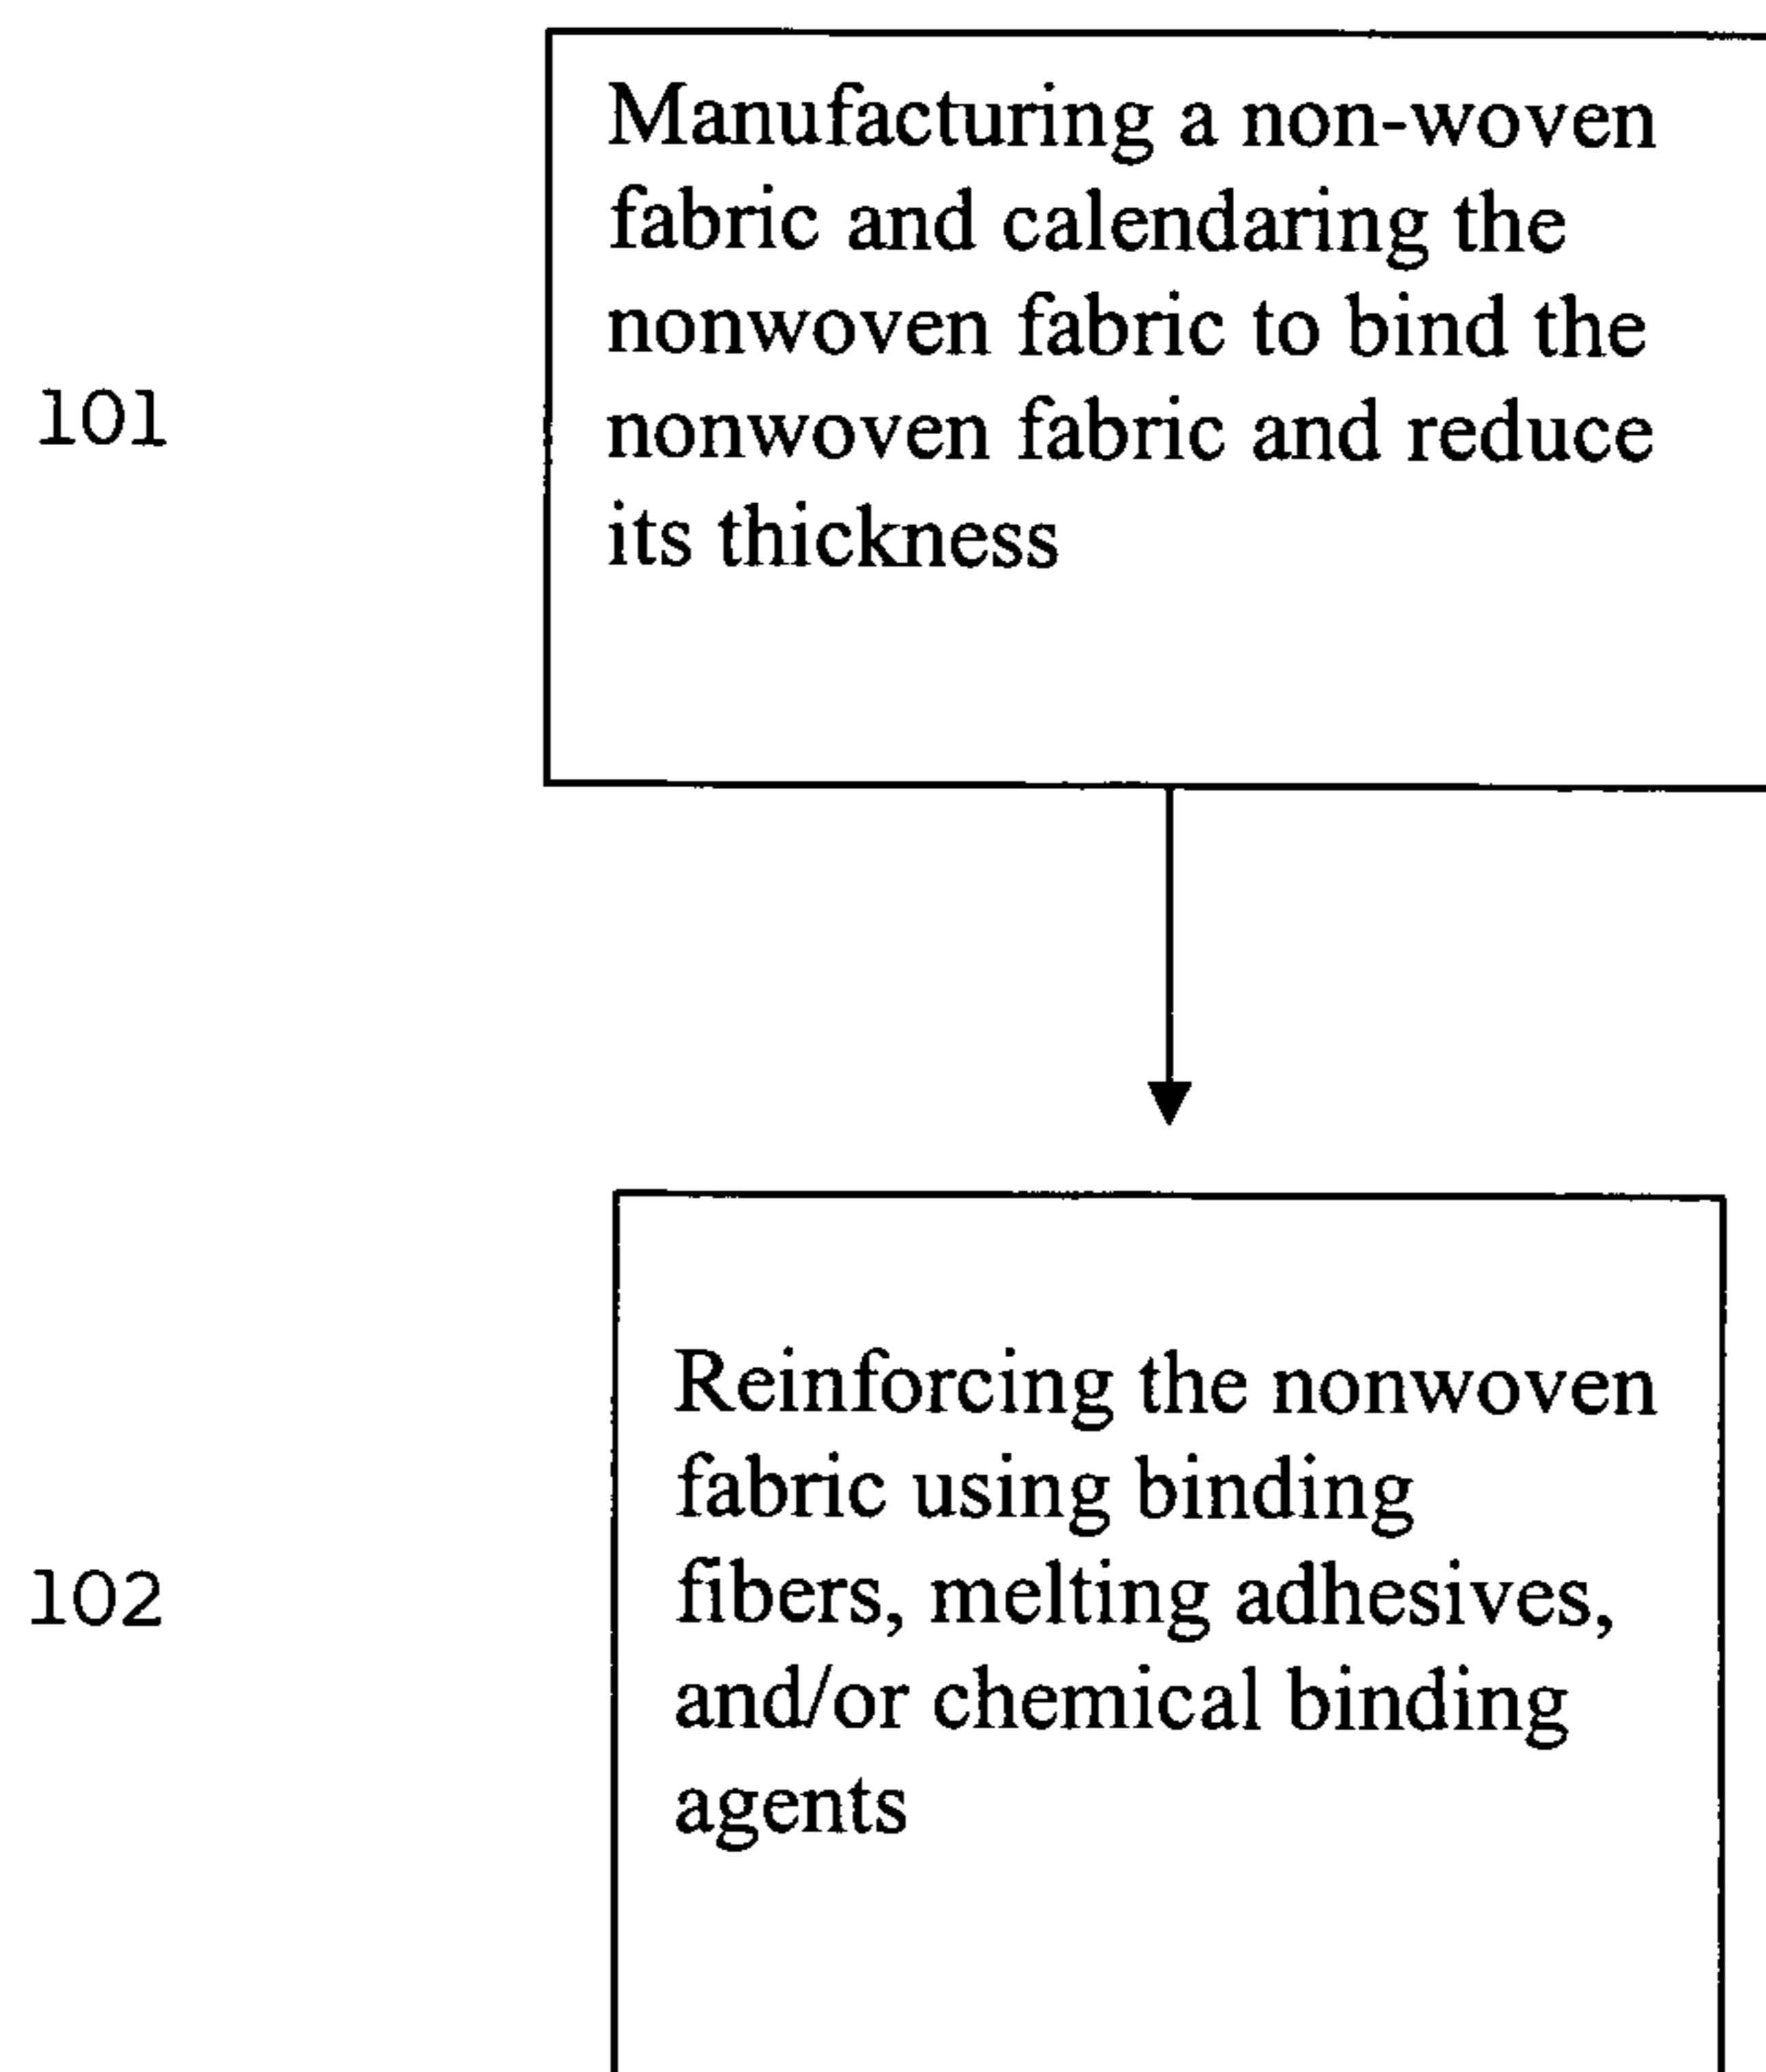 Manufacturing a non-woven
fabric and calendaring the
nonwoven fabric to bind the
101
nonwoven fabric and reduce
its thickness
Reinforcing the nonwoven
fabric using binding
102
fibers, melting adhesives,
and/or chemical binding
agents